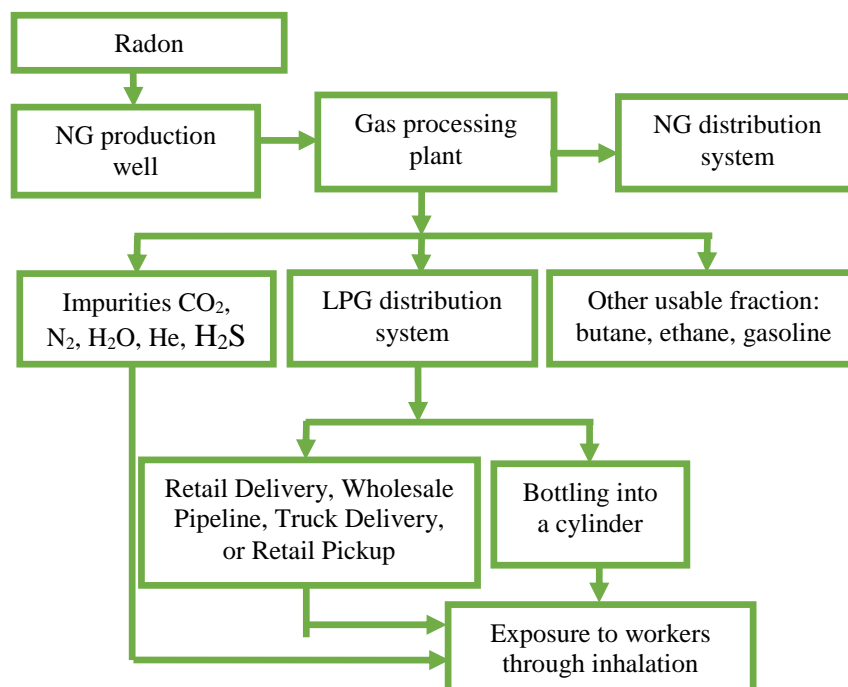 Radon
NG production
well
Gas processing
plant
NG distribution
system
Impurities CO₂,
N₂, H₂O, He, H₂S
LPG distribution
system
Other usable fraction:
butane, ethane, gasoline
Retail Delivery, Wholesale
Pipeline, Truck Delivery,
or Retail Pickup
Bottling into
a cylinder
Exposure to workers
through inhalation